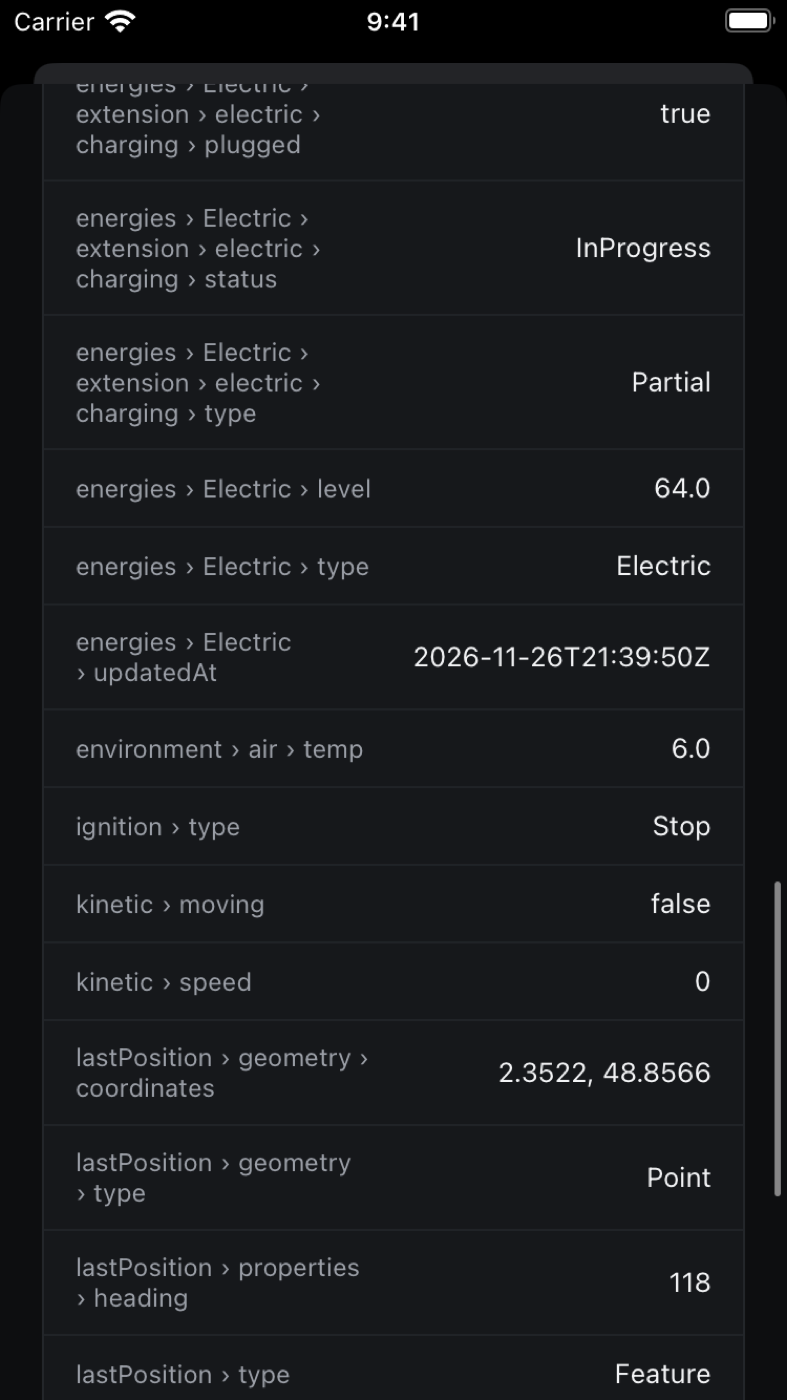 Carrier 9:41
energies › Electric ›
extension › electric ›
charging › plugged
true
energies › Electric ›
extension › electric ›
charging › status
InProgress
energies › Electric ›
extension › electric ›
charging › type
Partial
energies › Electric › level
64.0
energies › Electric › type
Electric
energies › Electric
› updatedAt
2026-11-26T21:39:50Z
environment › air › temp
6.0
ignition › type
Stop
kinetic › moving
false
kinetic › speed
0
lastPosition › geometry ›
coordinates
2.3522, 48.8566
lastPosition › geometry
› type
Point
lastPosition › properties
› heading
118
lastPosition › type
Feature